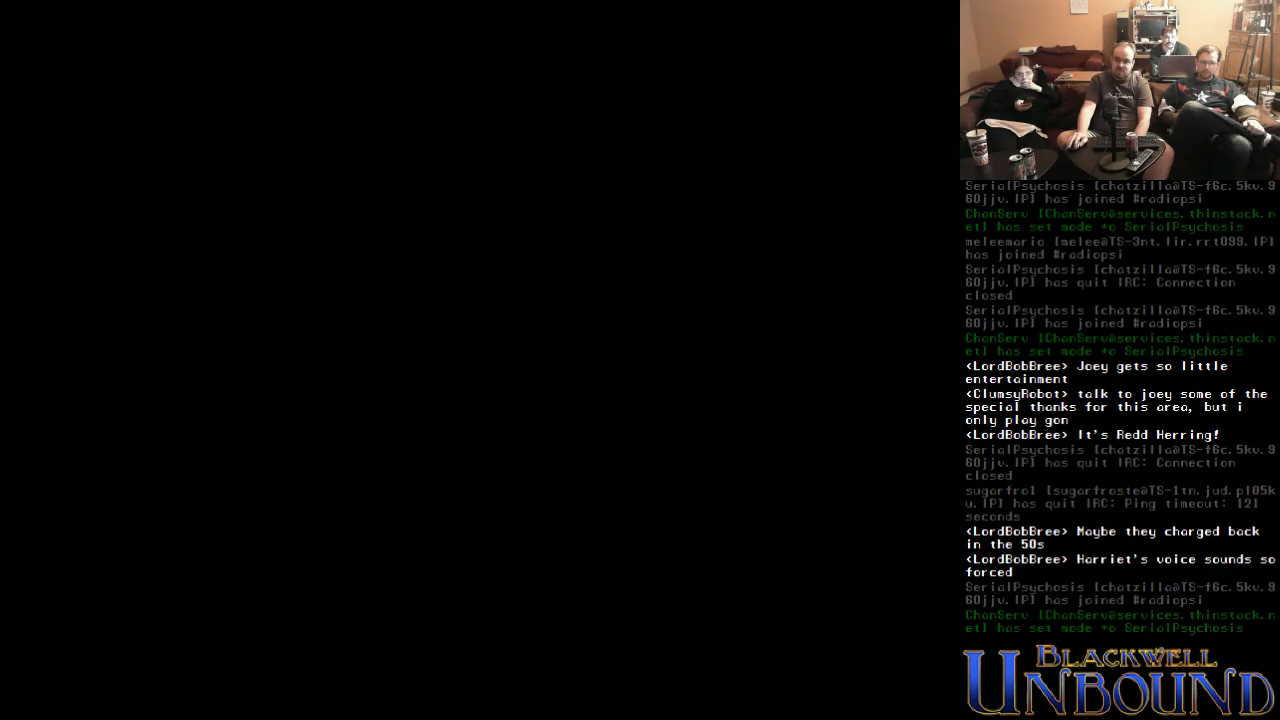 SerialPsychosis [chatzilla@TS-f6c.5kv.9
60jjv.IP] has joined #radiopsi
ChanServ [ChanServ@services.thinstack.n
et] has set mode +o SerialPsychosis
meleemario [melee@TS-3nt.lir.rrt099.IP]
has joined #radiopsi
SerialPsychosis [chatzilla@TS-f6c.5kv.9
60jjv.IP] has quit IRC: Connection
closed
SerialPsychosis [chatzilla@TS-f6c.5kv.9
60jjv.IP] has joined #radiopsi
ChanServ [ChanServ@services.thinstack.n
et] has set mode +o SerialPsychosis
<LordBobBree> Joey gets so little
entertainment
<ClumsyRobot> talk to joey some of the
special thanks for this area, but i
only play gon
<LordBobBree> It's Redd Herring!
SerialPsychosis [chatzilla@TS-f6c.5kv.9
60jjv.IP] has quit IRC: Connection
closed
sugarfro1 [sugarfroste@TS-1tn.jud.pl05k
u.IP] has quit IRC: Ping timeout: 121
seconds
<LordBobBree> Maybe they charged back
in the 50s
<LordBobBree> Harriet's voice sounds so
forced
SerialPsychosis [chatzilla@TS-f6c.5kv.9
60jjv.IP] has joined #radiopsi
ChanServ [ChanServ@services.thinstack.n
et] has set mode +o SerialPsychosis
BLACKWELL
UNBOUND